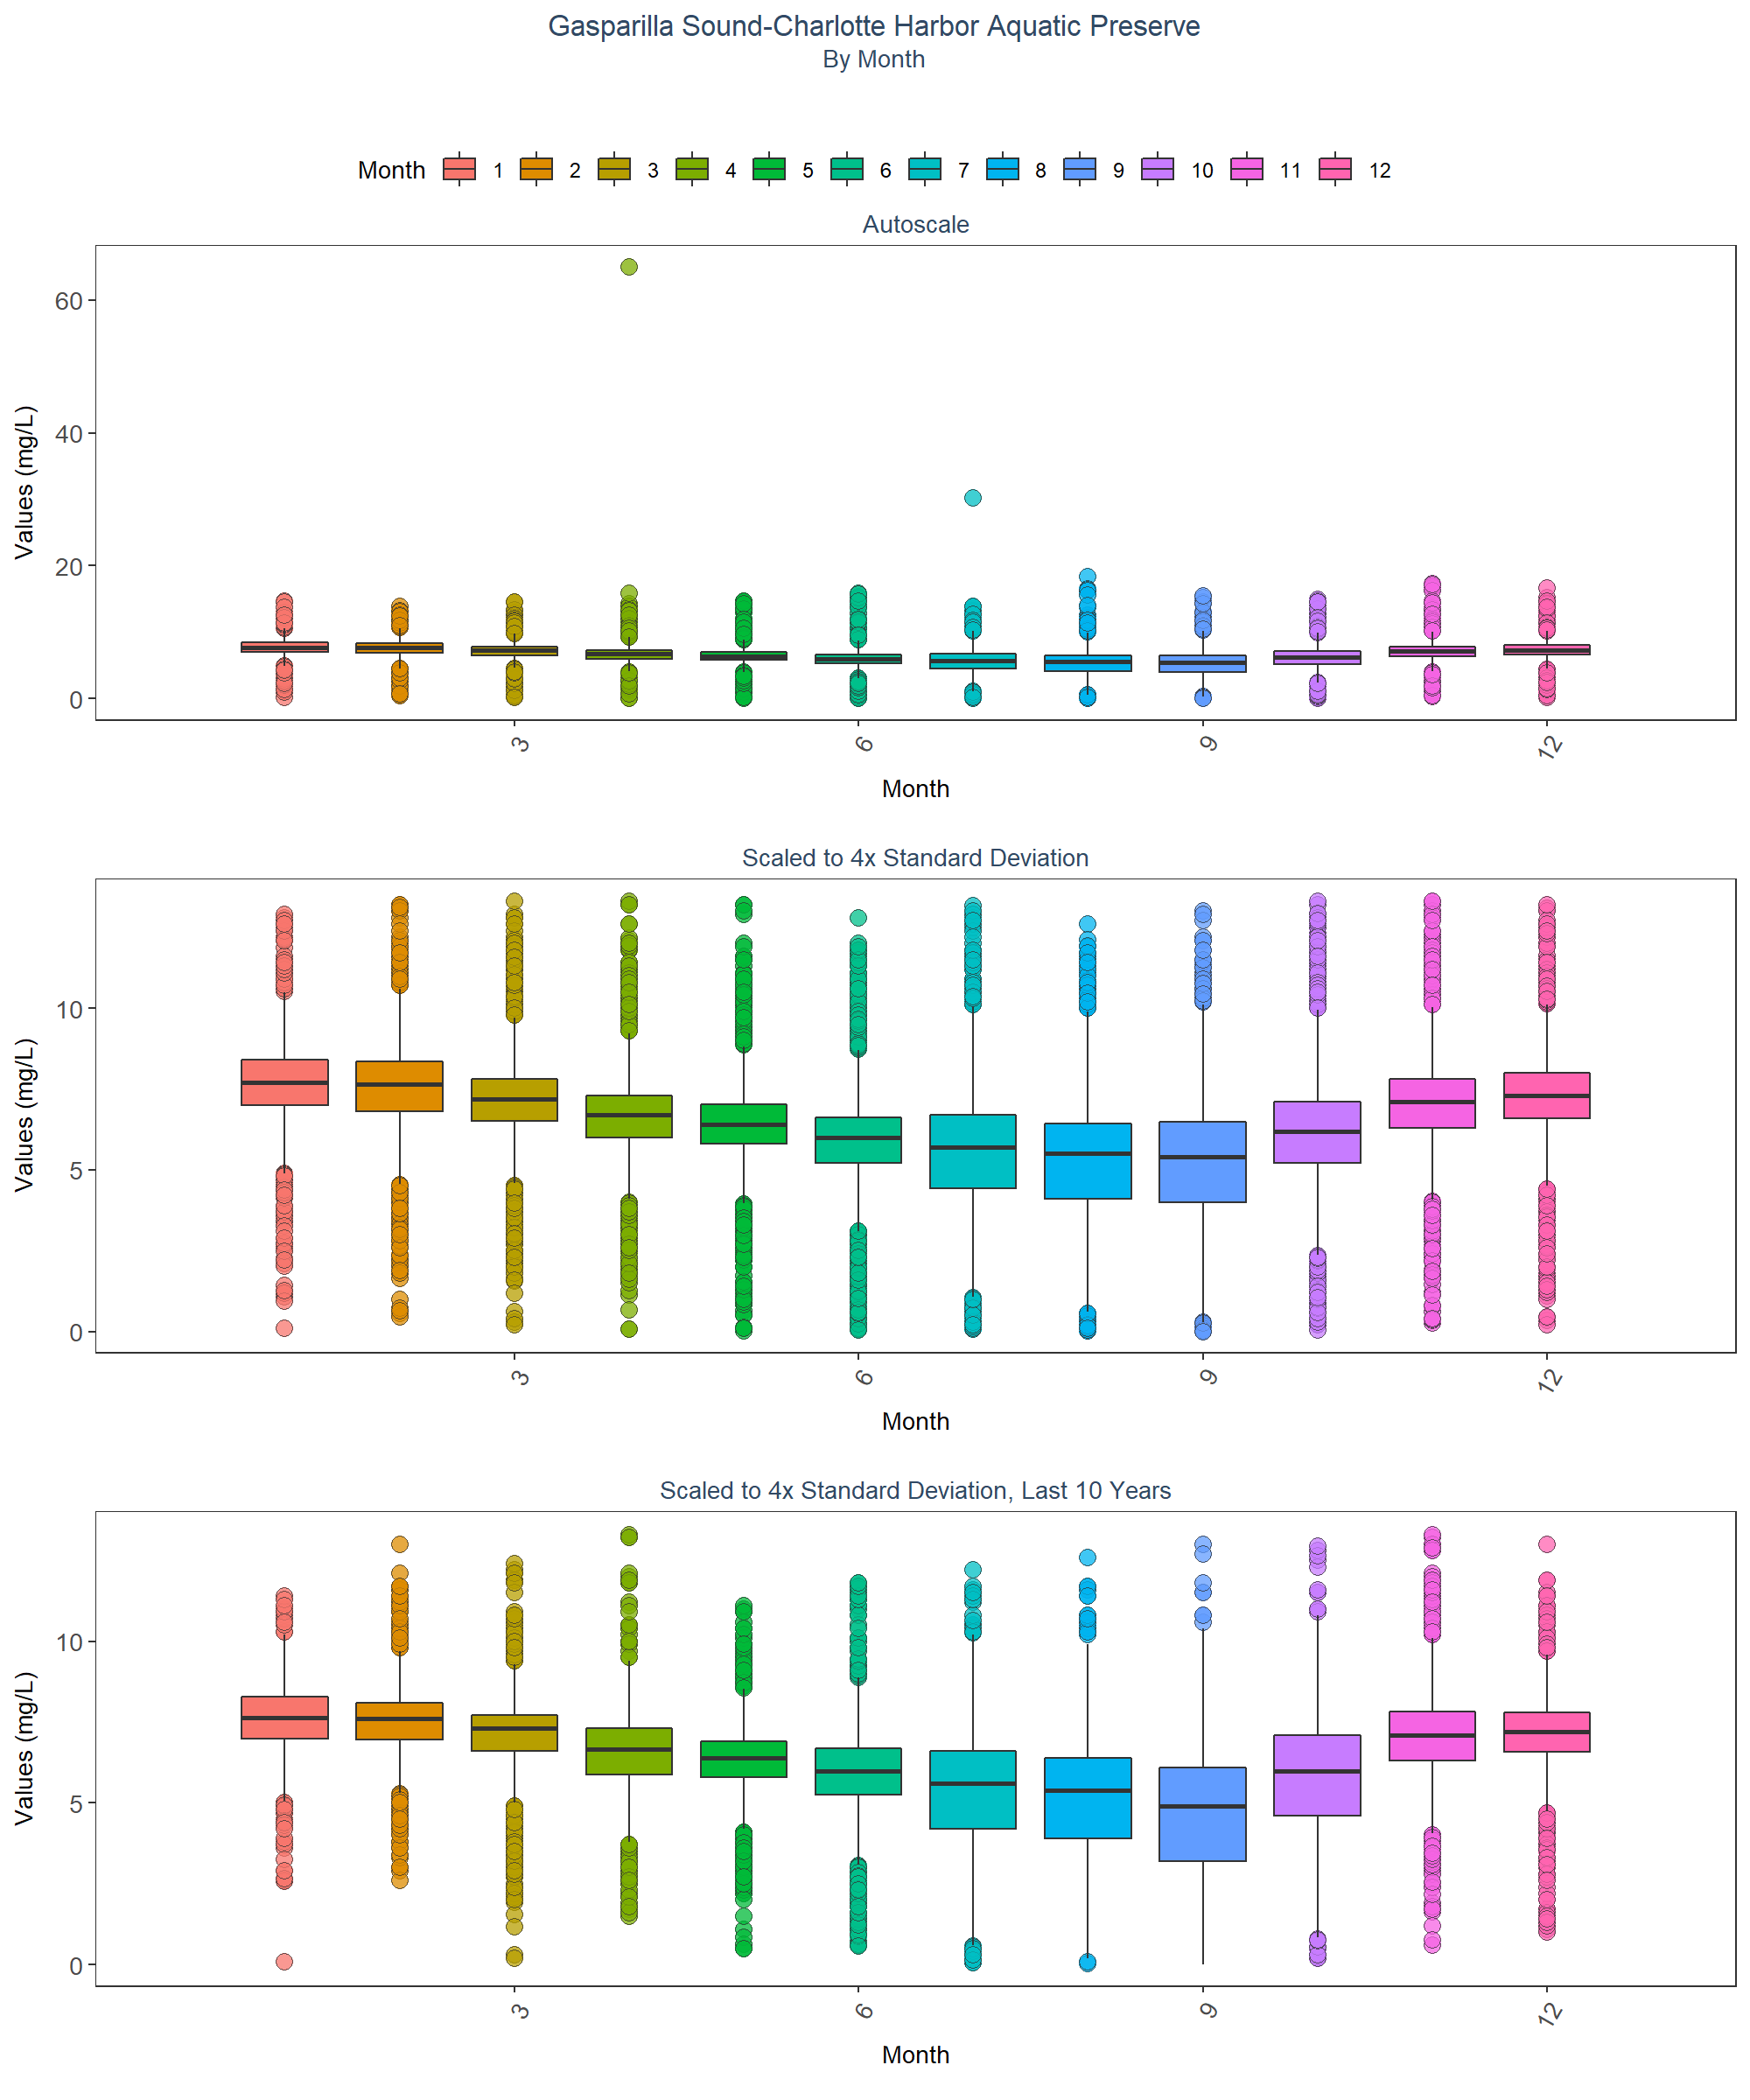 Gasparilla Sound-Charlotte Harbor Aquatic Preserve
By Month
Month 1 2 3 4 5 6 7 8 9 10 11 12
Autoscale
Values (mg/L)
60
40
20
0
3 6 9 12
Month
Scaled to 4x Standard Deviation
Values (mg/L)
10
5
0
3 6 9 12
Month
Scaled to 4x Standard Deviation, Last 10 Years
Values (mg/L)
10
5
0
3 6 9 12
Month